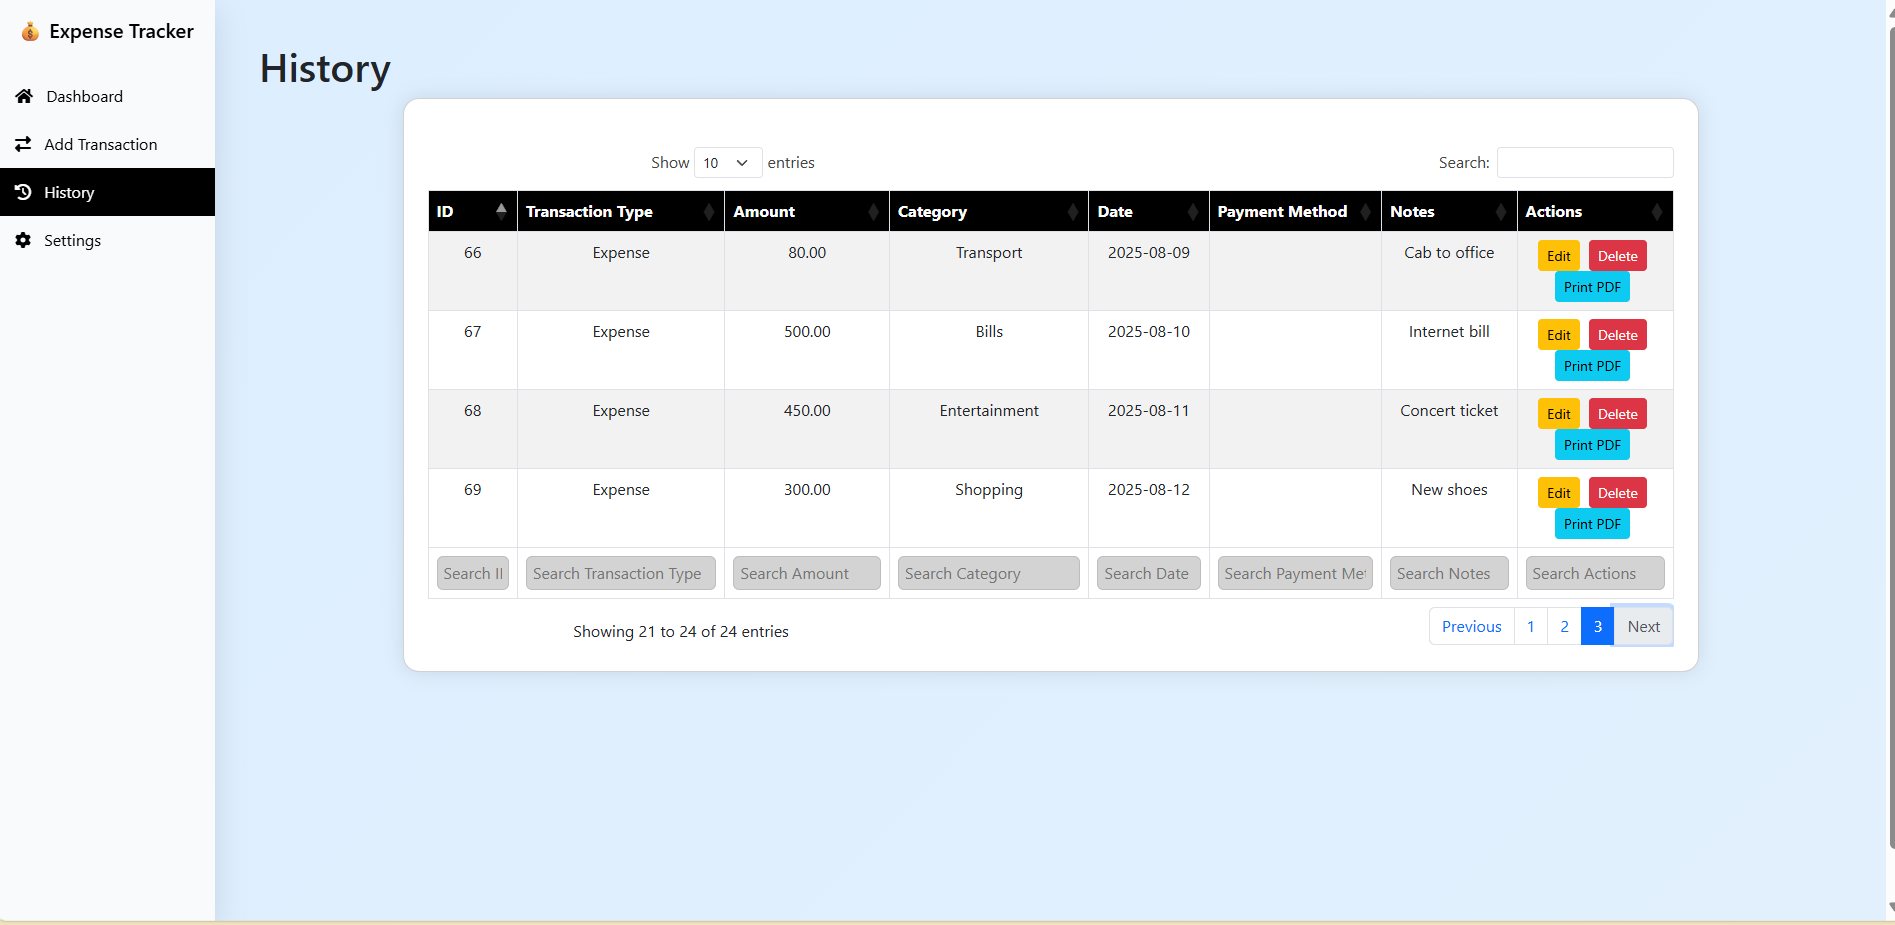 Expense Tracker
Dashboard
Add Transaction
History
Settings
History
Show 10 entries
Search:
ID Transaction Type Amount Category Date Payment Method Notes Actions
66 Expense 80.00 Transport 2025-08-09 Cab to office Edit Delete
Print PDF
67 Expense 500.00 Bills 2025-08-10 Internet bill Edit Delete
Print PDF
68 Expense 450.00 Entertainment 2025-08-11 Concert ticket Edit Delete
Print PDF
69 Expense 300.00 Shopping 2025-08-12 New shoes Edit Delete
Print PDF
Search I Search Transaction Type Search Amount Search Category Search Date Search Payment Me Search Notes Search Actions
Showing 21 to 24 of 24 entries
Previous 1 2 3 Next